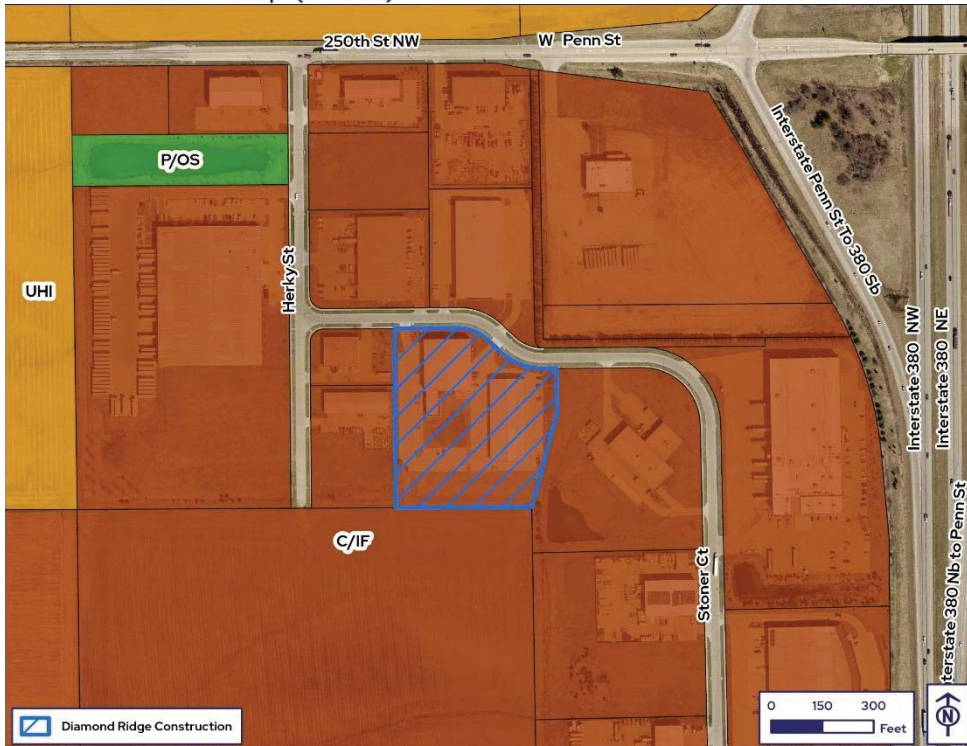 250th St NW
W Penn St
P/OS
Interstate Penn St To 380 Sb
Herky St
UHI
Interstate 380 NW
Interstate 380 NE
C/IF
Stoner Ct
terstate 380 Nb to Penn St
Diamond Ridge Construction
0 150 300
Feet
N